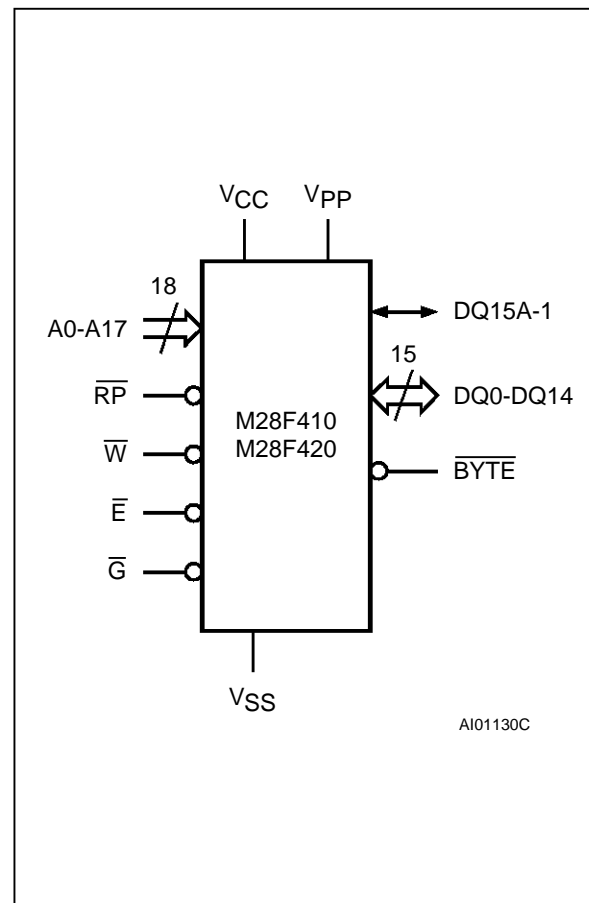 VCC VPP
18
A0-A17
DQ15A-1
15
DQ0-DQ14
RP
M28F410
M28F420
W
BYTE
E
G
VSS
AI01130C